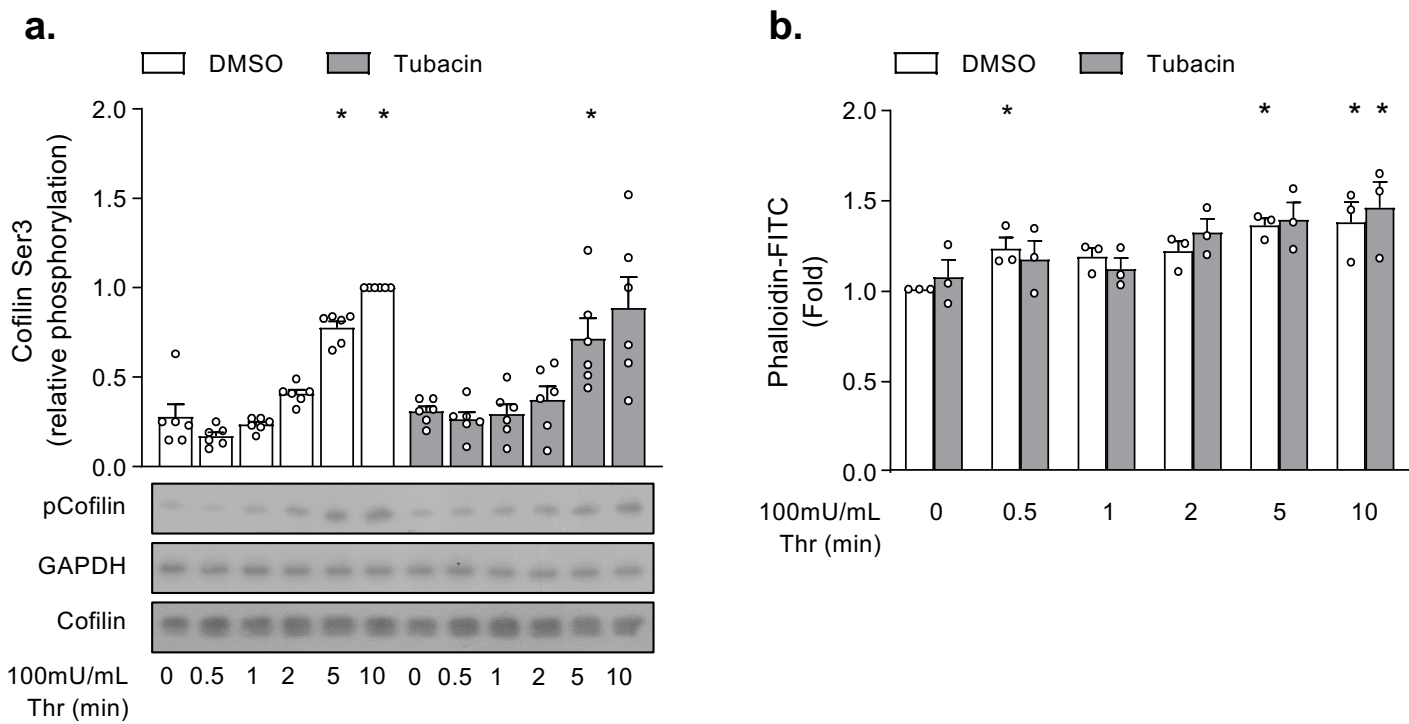 a.
DMSO Tubacin
Cofilin Ser3
(relative phosphorylation)
2.0
1.5
1.0
0.5
0.0
* * *
pCofilin
GAPDH
Cofilin
100mU/mL 0 0.5 1 2 5 10 0 0.5 1 2 5 10
Thr (min)
b.
DMSO Tubacin
Phalloidin-FITC
(Fold)
2.0
1.5
1.0
0.5
0.0
* * * *
100mU/mL 0 0.5 1 2 5 10
Thr (min)